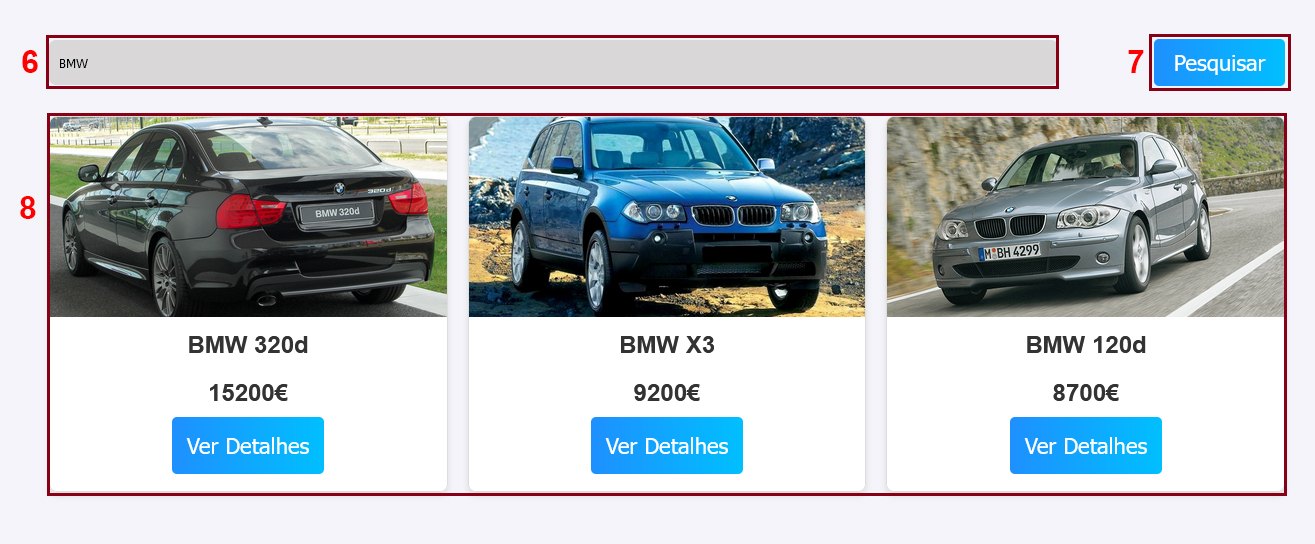 6
BMW
7
Pesquisar
8
320d
BMW 320d
M BH 4299
BMW 320d
BMW X3
BMW 120d
15200€
9200€
8700€
Ver Detalhes
Ver Detalhes
Ver Detalhes